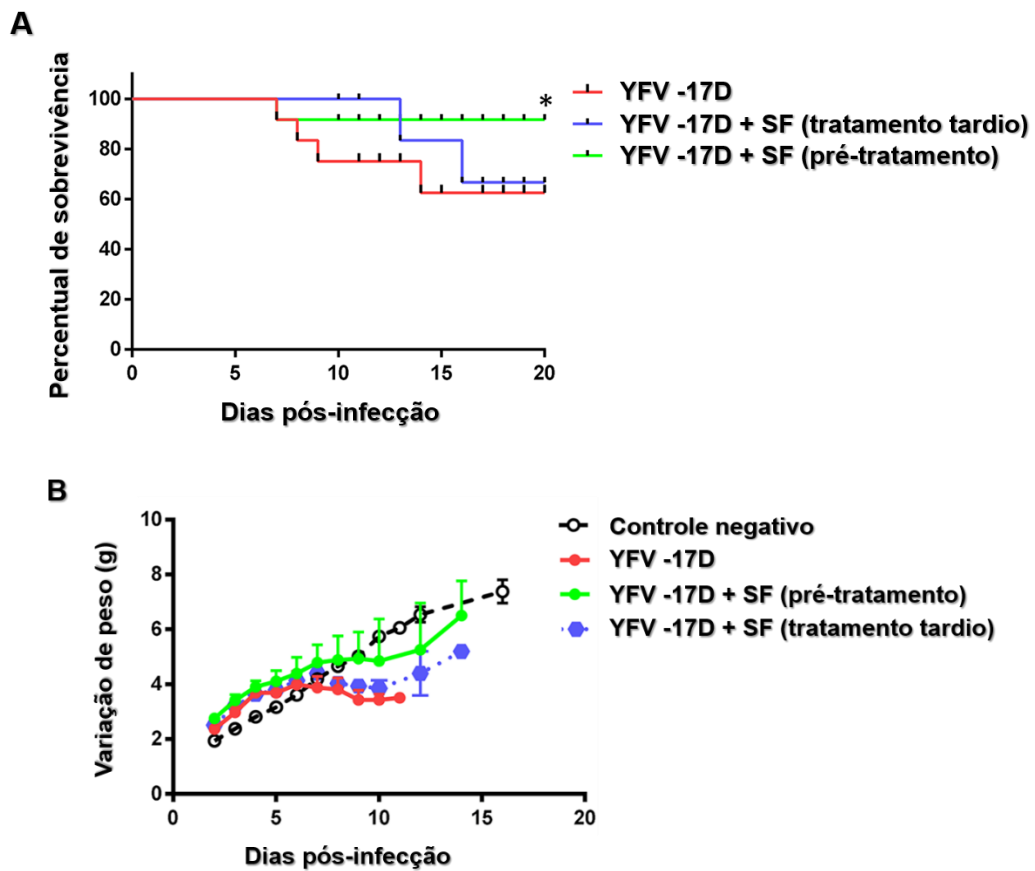 A
Percentual de sobrevivência
100
80
60
40
20
0
0 5 10 15 20
Dias pós-infecção
*
YFV -17D
YFV -17D + SF (tratamento tardio)
YFV -17D + SF (pré-tratamento)
B
Variação de peso (g)
10
8
6
4
2
0
0 5 10 15 20
Dias pós-infecção
Controle negativo
YFV -17D
YFV -17D + SF (pré-tratamento)
YFV -17D + SF (tratamento tardio)